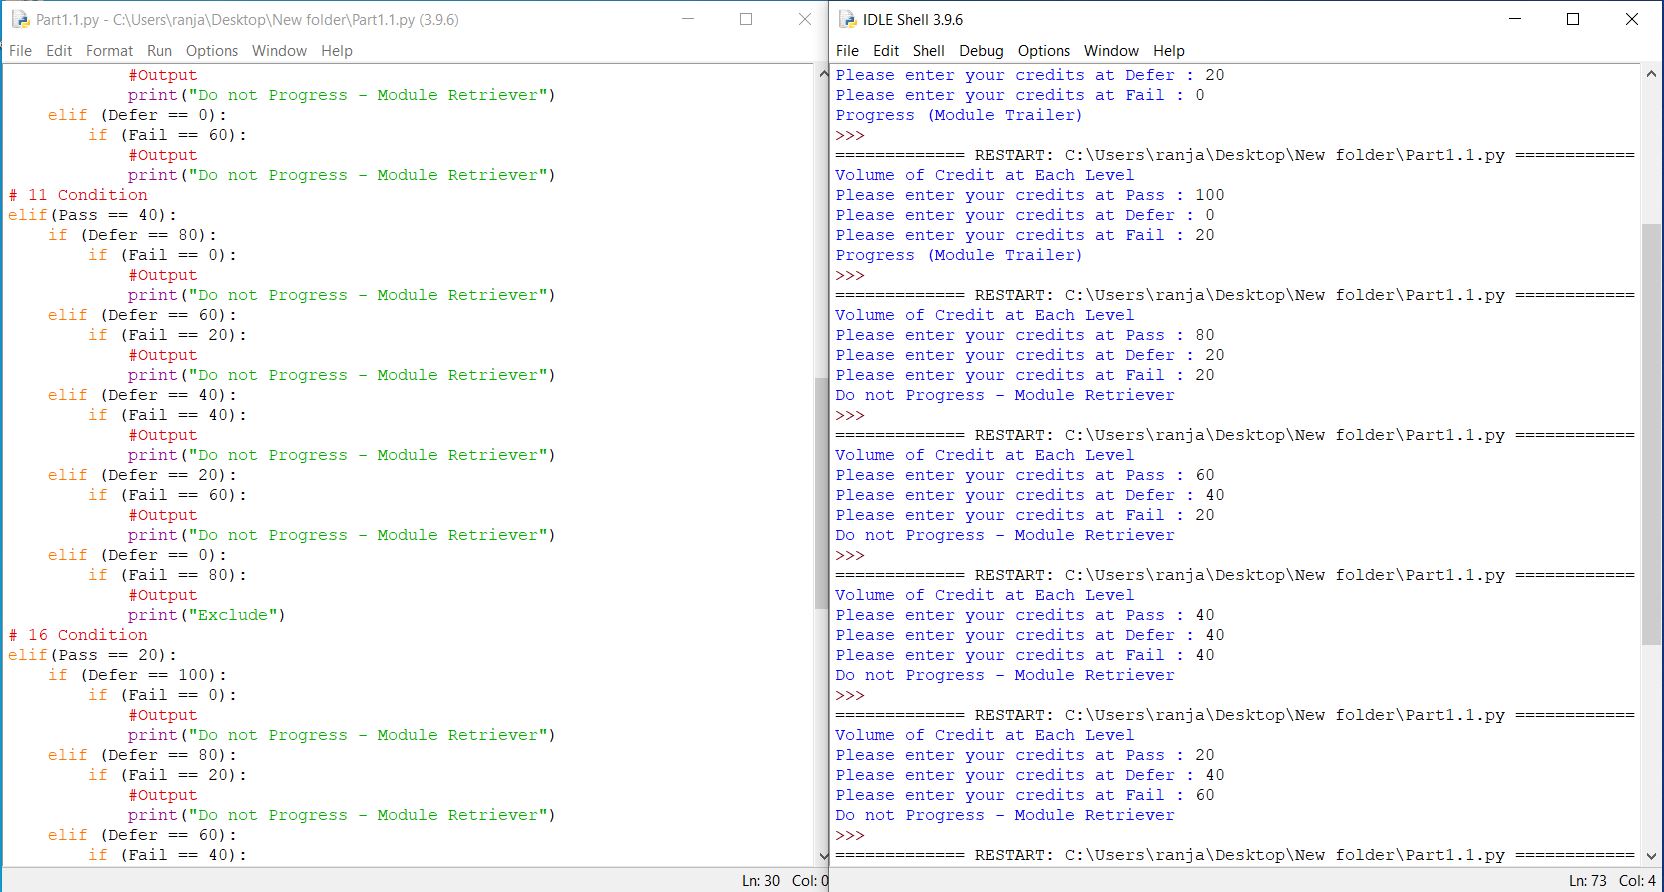 Part1.1.py - C:\Users\ranja\Desktop\New folder\Part1.1.py (3.9.6)
File Edit Format Run Options Window Help
#Output
print("Do not Progress - Module Retriever")
elif (Defer == 0):
if (Fail == 60):
#Output
print("Do not Progress - Module Retriever")
# 11 Condition
elif(Pass == 40):
if (Defer == 80):
if (Fail == 0):
#Output
print("Do not Progress - Module Retriever")
elif (Defer == 60):
if (Fail == 20):
#Output
print("Do not Progress - Module Retriever")
elif (Defer == 40):
if (Fail == 40):
#Output
print("Do not Progress - Module Retriever")
elif (Defer == 20):
if (Fail == 60):
#Output
print("Do not Progress - Module Retriever")
elif (Defer == 0):
if (Fail == 80):
#Output
print("Exclude")
# 16 Condition
elif(Pass == 20):
if (Defer == 100):
if (Fail == 0):
#Output
print("Do not Progress - Module Retriever")
elif (Defer == 80):
if (Fail == 20):
#Output
print("Do not Progress - Module Retriever")
elif (Defer == 60):
if (Fail == 40):
Ln: 30 Col: 0
IDLE Shell 3.9.6
File Edit Shell Debug Options Window Help
Please enter your credits at Defer : 20
Please enter your credits at Fail : 0
Progress (Module Trailer)
>>>
============= RESTART: C:\Users\ranja\Desktop\New folder\Part1.1.py ============
Volume of Credit at Each Level
Please enter your credits at Pass : 100
Please enter your credits at Defer : 0
Please enter your credits at Fail : 20
Progress (Module Trailer)
>>>
============= RESTART: C:\Users\ranja\Desktop\New folder\Part1.1.py ============
Volume of Credit at Each Level
Please enter your credits at Pass : 80
Please enter your credits at Defer : 20
Please enter your credits at Fail : 20
Do not Progress - Module Retriever
>>>
============= RESTART: C:\Users\ranja\Desktop\New folder\Part1.1.py ============
Volume of Credit at Each Level
Please enter your credits at Pass : 60
Please enter your credits at Defer : 40
Please enter your credits at Fail : 20
Do not Progress - Module Retriever
>>>
============= RESTART: C:\Users\ranja\Desktop\New folder\Part1.1.py ============
Volume of Credit at Each Level
Please enter your credits at Pass : 40
Please enter your credits at Defer : 40
Please enter your credits at Fail : 40
Do not Progress - Module Retriever
>>>
============= RESTART: C:\Users\ranja\Desktop\New folder\Part1.1.py ============
Volume of Credit at Each Level
Please enter your credits at Pass : 20
Please enter your credits at Defer : 40
Please enter your credits at Fail : 60
Do not Progress - Module Retriever
>>>
============= RESTART: C:\Users\ranja\Desktop\New folder\Part1.1.py ============
Ln: 73 Col: 4